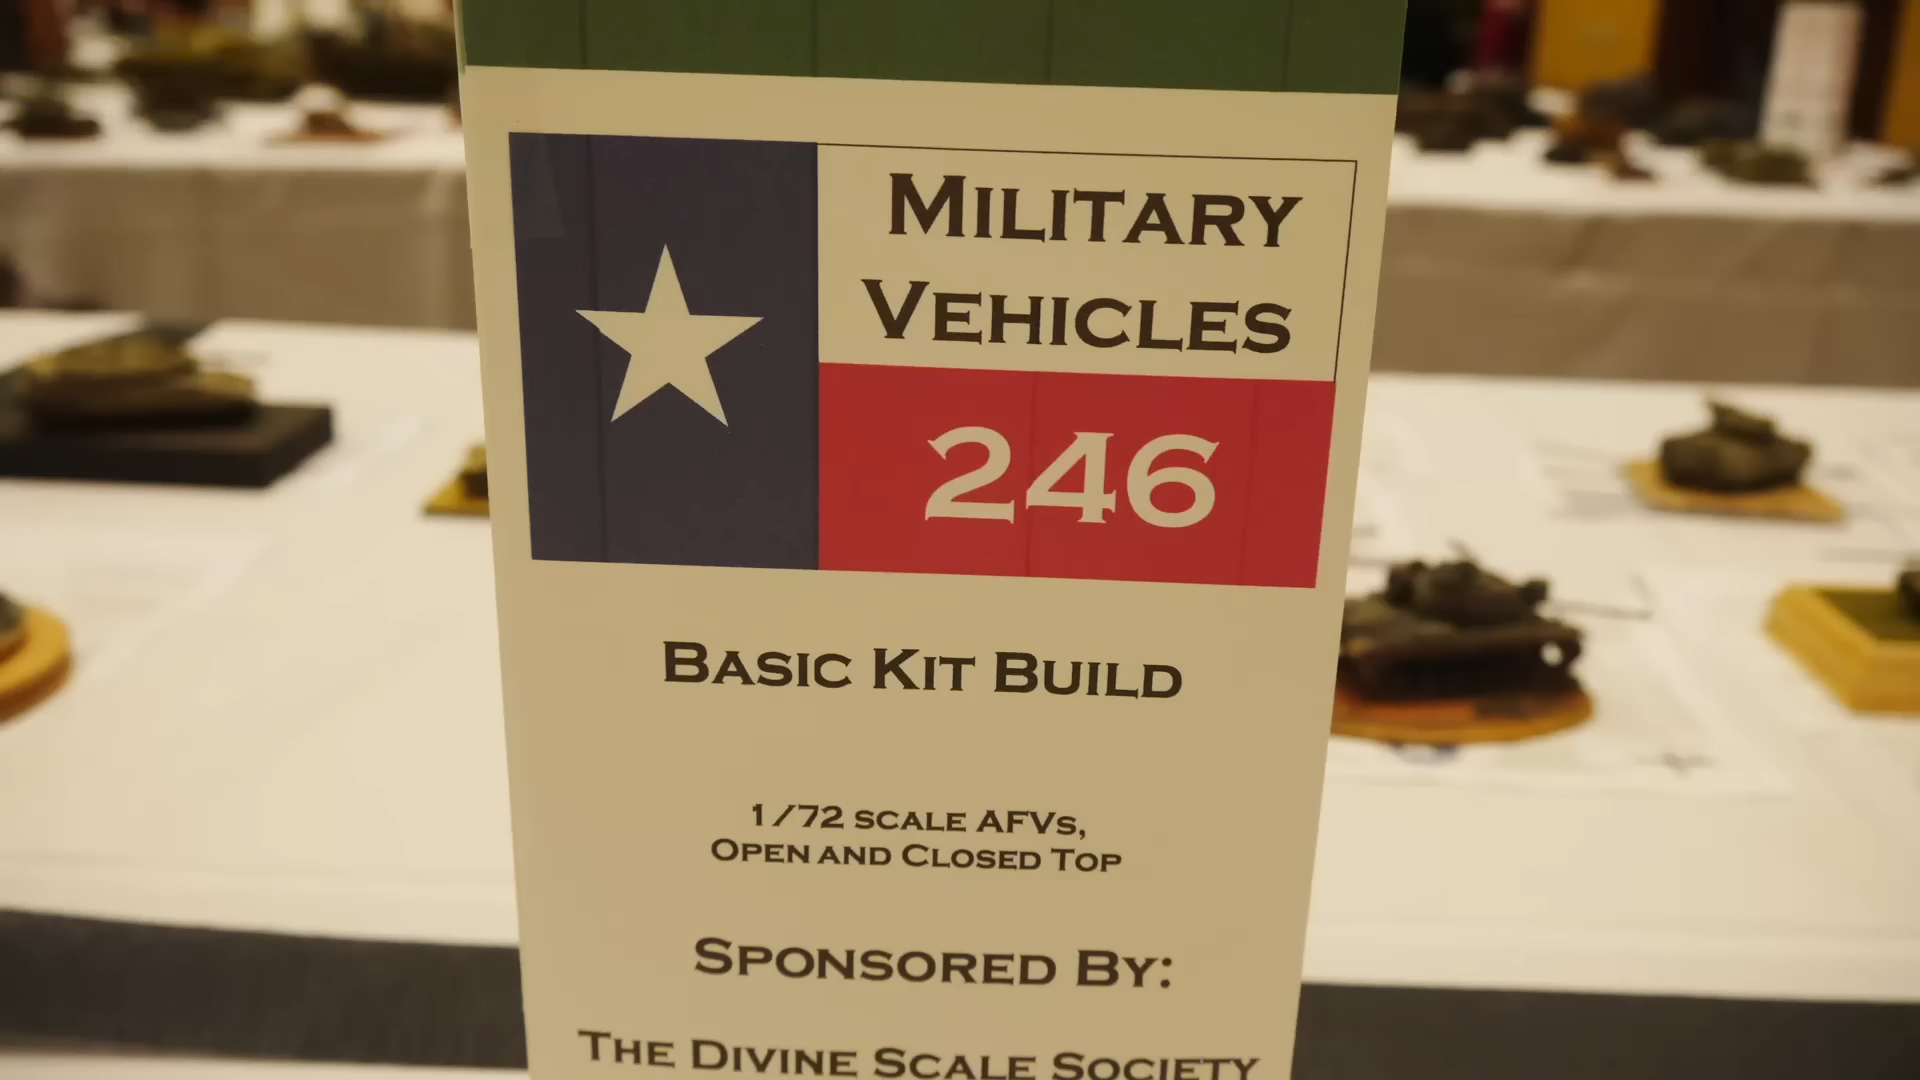 MILITARY
VEHICLES
246
BASIC KIT BUILD
1/72 SCALE AFVS,
OPEN AND CLOSED TOP
SPONSORED BY:
THE DIVINE SCALE SOCIETY